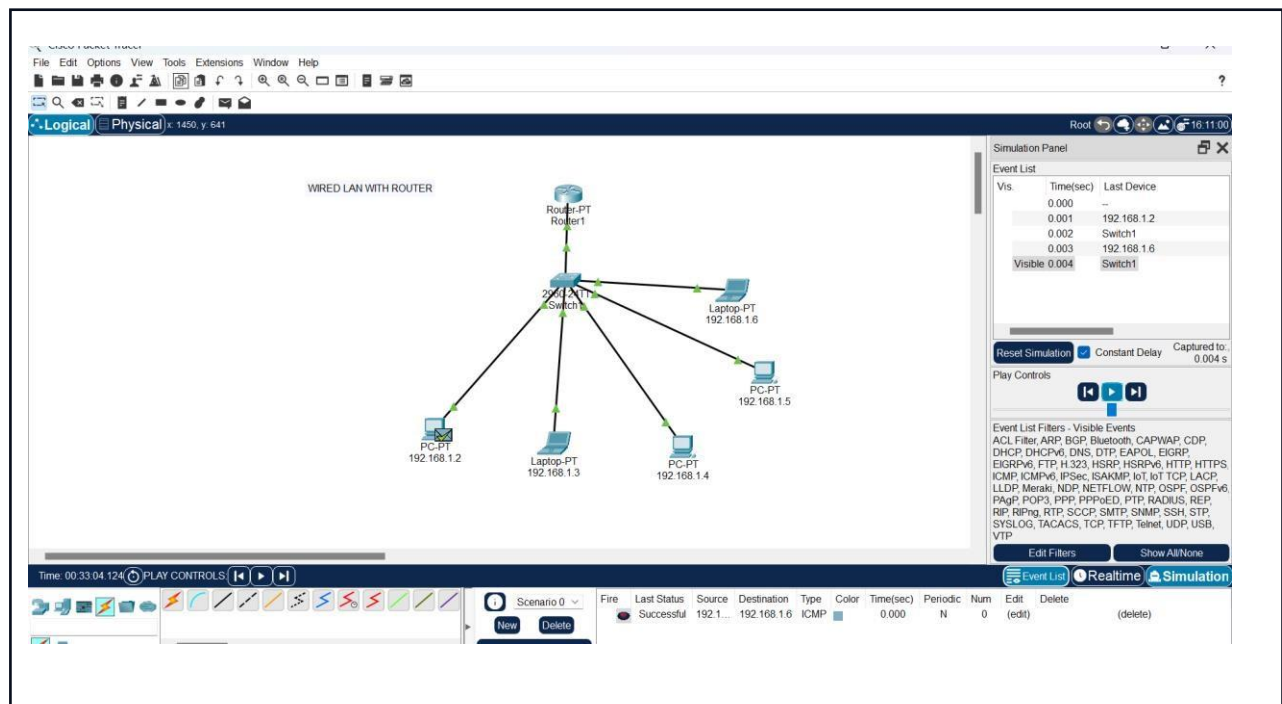 Cisco Packet Tracer
File Edit Options View Tools Extensions Window Help
?
Logical Physical x: 1450, y: 641
Root 16:11:00
WIRED LAN WITH ROUTER
Router-PT
Router1
Switch1
Laptop-PT
192.168.1.6
PC-PT
192.168.1.5
PC-PT
192.168.1.2
Laptop-PT
192.168.1.3
PC-PT
192.168.1.4
Simulation Panel
Event List
Vis. Time(sec) Last Device
0.000 --
0.001 192.168.1.2
0.002 Switch1
0.003 192.168.1.6
Visible 0.004 Switch1
Reset Simulation Constant Delay Captured to:
0.004 s
Play Controls
Event List Filters - Visible Events
ACL Filter, ARP, BGP, Bluetooth, CAPWAP, CDP,
DHCP, DHCPv6, DNS, DTP, EAPOL, EIGRP,
EIGRPv6, FTP, H.323, HSRP, HSRPv6, HTTP, HTTPS,
ICMP, ICMPv6, IPSec, ISAKMP, IoT, IoT TCP, LACP,
LLDP, Meraki, NDP, NETFLOW, NTP, OSPF, OSPFv6,
PAgP, POP3, PPP, PPPoED, PTP, RADIUS, REP,
RIP, RIPng, RTP, SCCP, SMTP, SNMP, SSH, STP,
SYSLOG, TACACS, TCP, TFTP, Telnet, UDP, USB,
VTP
Edit Filters Show All/None
Time: 00:33:04.124 PLAY CONTROLS:
Event List Realtime Simulation
Scenario 0
New Delete
Fire Last Status Source Destination Type Color Time(sec) Periodic Num Edit Delete
Successful 192.1... 192.168.1.6 ICMP 0.000 N 0 (edit) (delete)